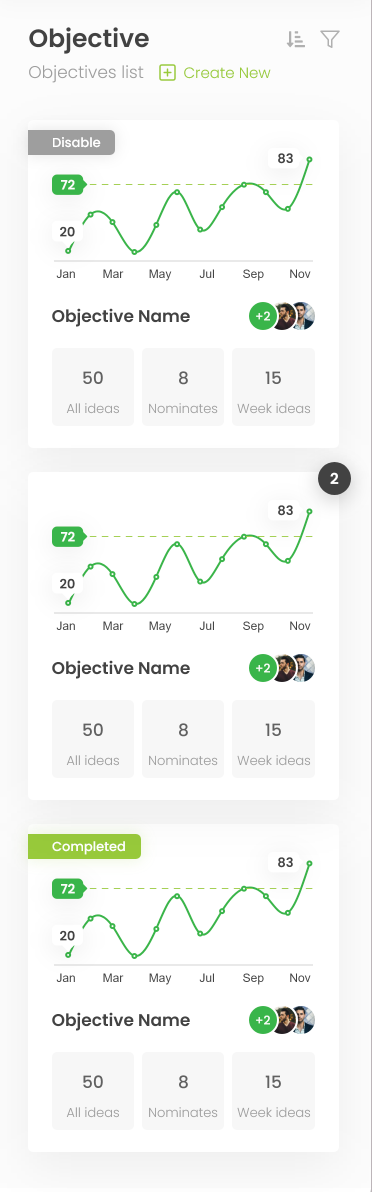 Objective
Objectives list Create New
Disable
83
72
20
Jan Mar May Jul Sep Nov
Objective Name +2
50 8 15
All ideas Nominates Week ideas
2
83
72
20
Jan Mar May Jul Sep Nov
Objective Name +2
50 8 15
All ideas Nominates Week ideas
Completed
83
72
20
Jan Mar May Jul Sep Nov
Objective Name +2
50 8 15
All ideas Nominates Week ideas